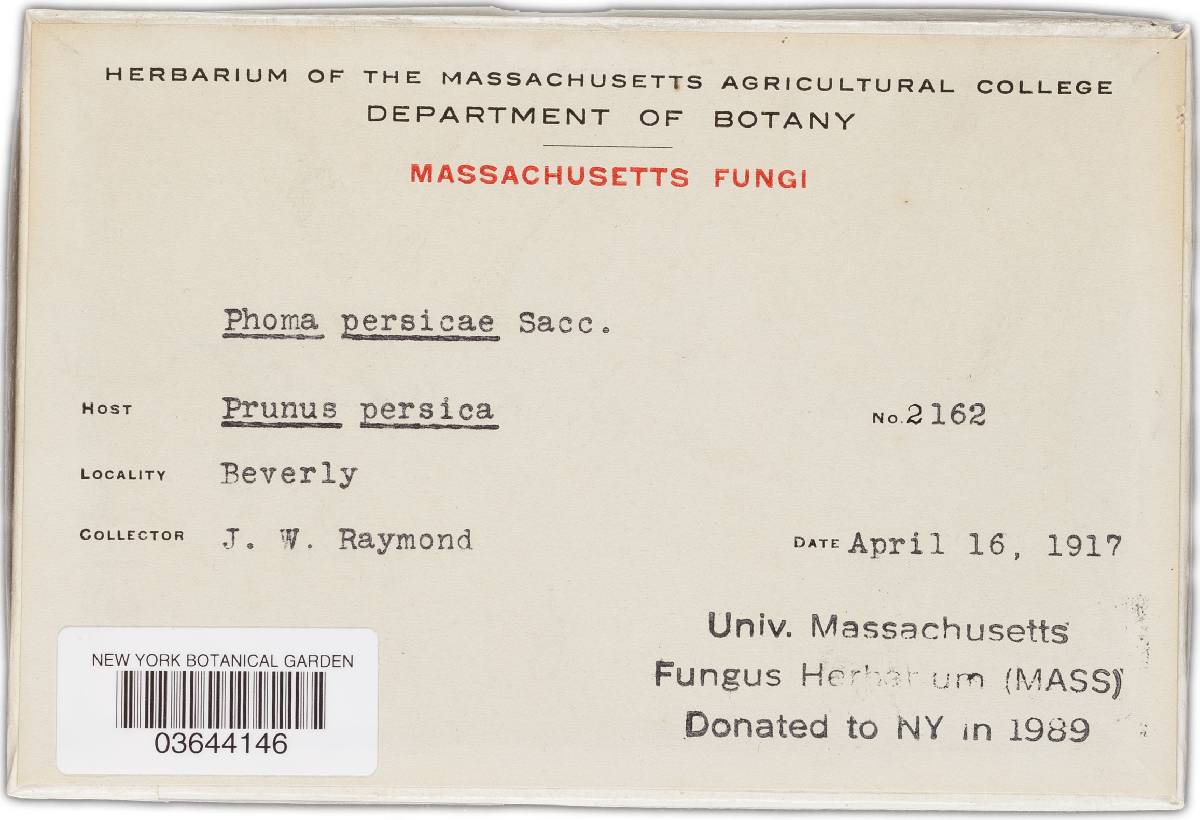 HERBARIUM OF THE MASSACHUSETTS AGRICULTURAL COLLEGE
DEPARTMENT OF BOTANY
MASSACHUSETTS FUNGI
Phoma persicae Sacc.
HOST Prunus persica No. 2162
LOCALITY Beverly
COLLECTOR J. W. Raymond DATE April 16, 1917
Univ. Massachusetts
Fungus Herbarium (MASS)
Donated to NY in 1989
NEW YORK BOTANICAL GARDEN
03644146